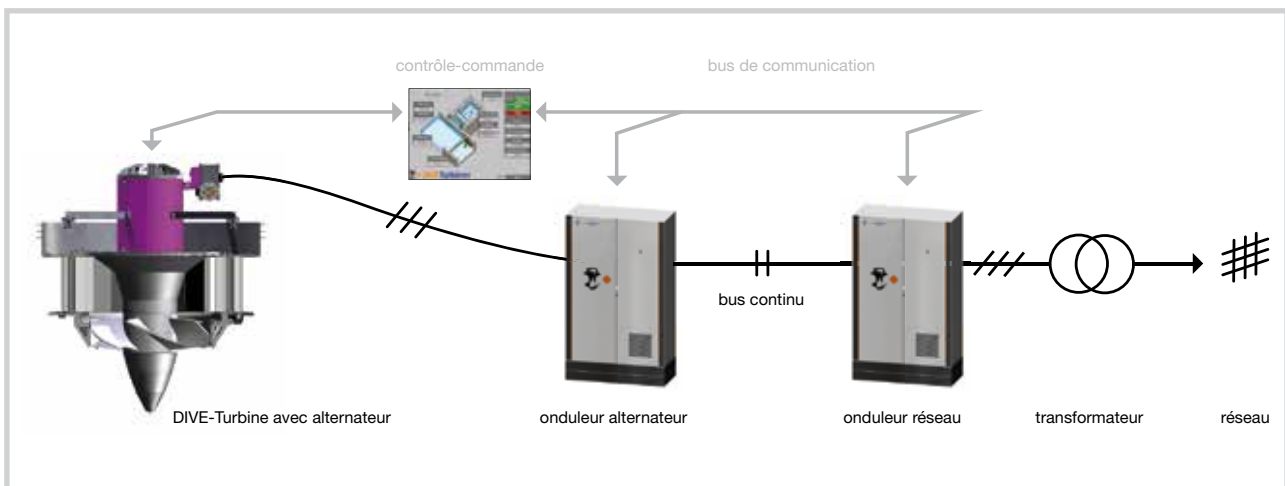 contrôle-commande
bus de communication
bus continu
DIVE-Turbine avec alternateur
onduleur alternateur
onduleur réseau
transformateur
réseau